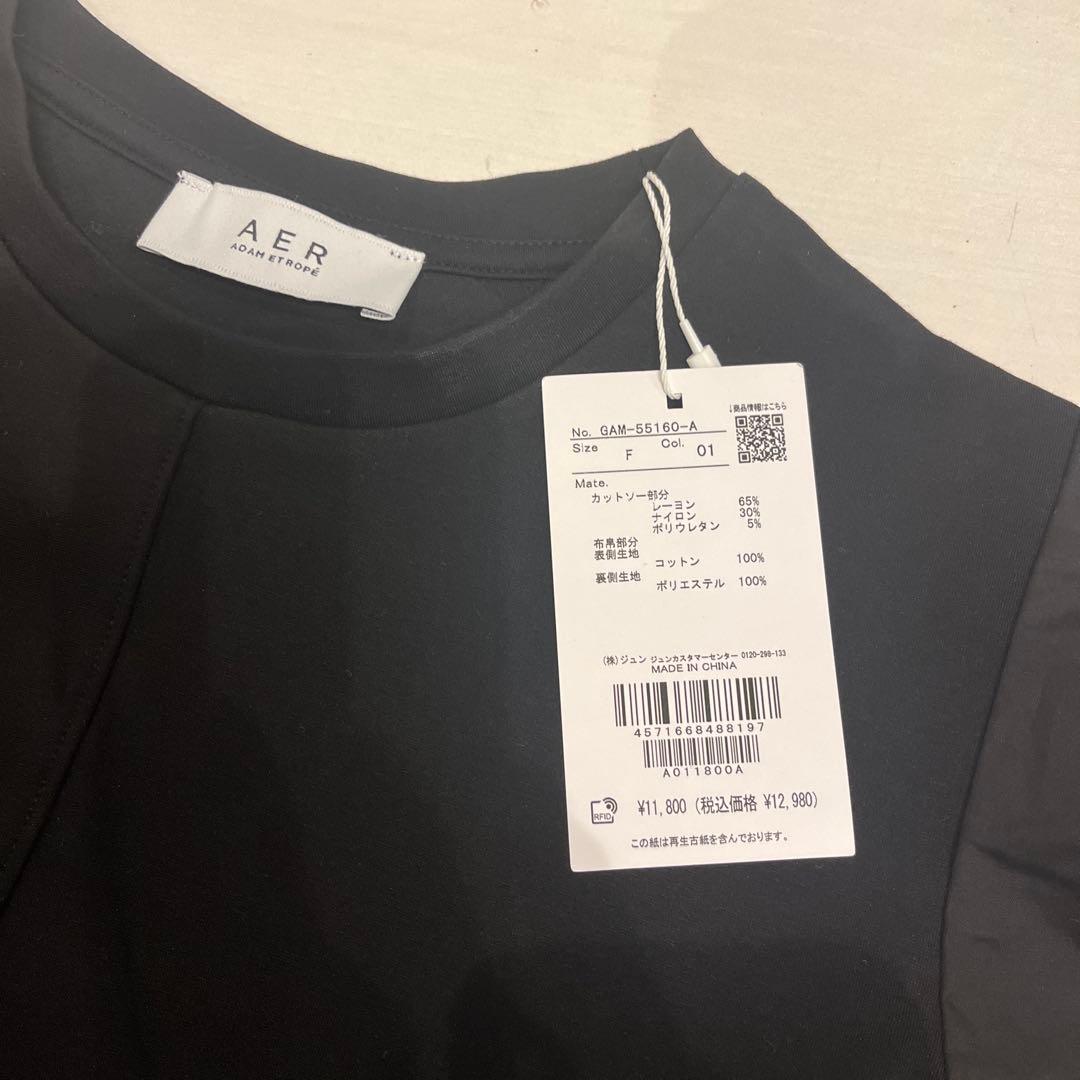 AER
ADAM ET ROPÉ
↓商品情報はこちら
No. GAM-55160-A
Size F Col. 01
Mate.
カットソー部分
レーヨン 65%
ナイロン 30%
ポリウレタン 5%
布帛部分
表側生地 コットン 100%
裏側生地 ポリエステル 100%
(株)ジュン ジュンカスタマーセンター 0120-298-133
MADE IN CHINA
4571668488197
A011800A
RFID ¥11,800 (税込価格 ¥12,980)
この紙は再生古紙を含んでおります。